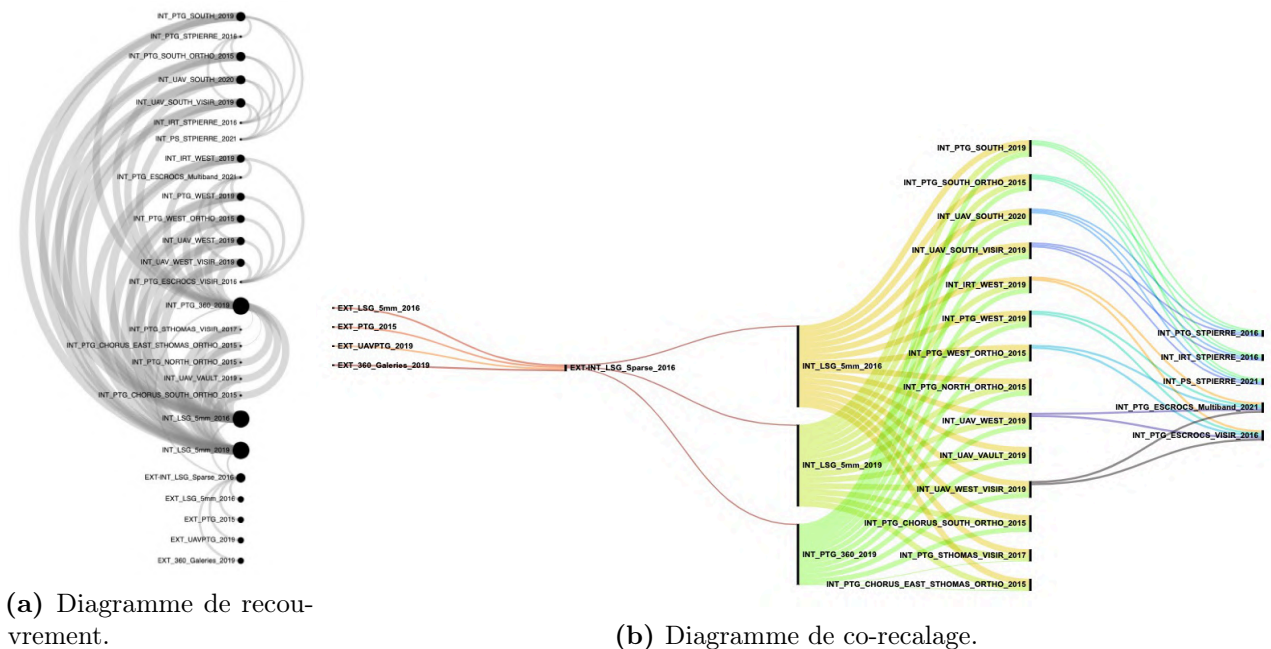 INT_PTG_SOUTH_2019
INT_PTG_STPIERRE_2016
INT_PTG_SOUTH_ORTHO_2015
INT_UAV_SOUTH_2020
INT_UAV_SOUTH_VISIR_2019
INT_IRT_STPIERRE_2016
INT_PS_STPIERRE_2021
INT_IRT_WEST_2019
INT_PTG_ESCROCS_Multiband_2021
INT_PTG_WEST_2019
INT_PTG_WEST_ORTHO_2015
INT_UAV_WEST_2019
INT_UAV_WEST_VISIR_2019
INT_PTG_ESCROCS_VISIR_2016
INT_PTG_360_2019
INT_PTG_STHOMAS_VISIR_2017
INT_PTG_CHORUS_EAST_STHOMAS_ORTHO_2015
INT_PTG_NORTH_ORTHO_2015
INT_UAV_VAULT_2019
INT_PTG_CHORUS_SOUTH_ORTHO_2015
INT_LSG_5mm_2016
INT_LSG_5mm_2019
EXT-INT_LSG_Sparse_2016
EXT_LSG_5mm_2016
EXT_PTG_2015
EXT_UAVPTG_2019
EXT_360_Galeries_2019
(a) Diagramme de recou-
vrement.
EXT_LSG_5mm_2016
EXT_PTG_2015
EXT_UAVPTG_2019
EXT_360_Galeries_2019
EXT-INT_LSG_Sparse_2016
INT_LSG_5mm_2016
INT_LSG_5mm_2019
INT_PTG_360_2019
INT_PTG_SOUTH_2019
INT_PTG_SOUTH_ORTHO_2015
INT_UAV_SOUTH_2020
INT_UAV_SOUTH_VISIR_2019
INT_IRT_WEST_2019
INT_PTG_WEST_2019
INT_PTG_WEST_ORTHO_2015
INT_PTG_NORTH_ORTHO_2015
INT_UAV_WEST_2019
INT_UAV_VAULT_2019
INT_UAV_WEST_VISIR_2019
INT_PTG_CHORUS_SOUTH_ORTHO_2015
INT_PTG_STHOMAS_VISIR_2017
INT_PTG_CHORUS_EAST_STHOMAS_ORTHO_2015
INT_PTG_STPIERRE_2016
INT_IRT_STPIERRE_2016
INT_PS_STPIERRE_2021
INT_PTG_ESCROCS_Multiband_2021
INT_PTG_ESCROCS_VISIR_2016
(b) Diagramme de co-recalage.